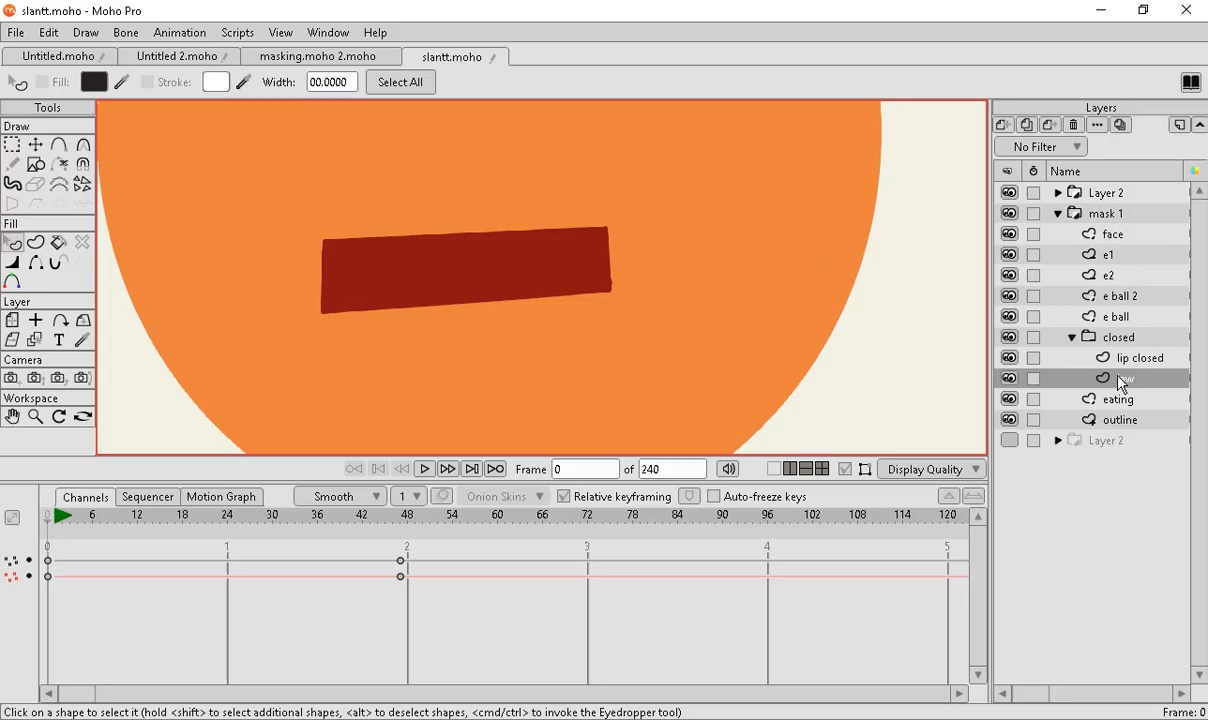 slantt.moho - Moho Pro
File Edit Draw Bone Animation Scripts Help View Window Help
Untitled.moho Untitled 2.moho masking.moho 2.moho slantt.moho
Fill: Stroke: Width: 00.0000 Select All
Tools
Draw
Fill
Layer
T
Camera
Workspace
Layers
No Filter
Name
Layer 2
mask 1
face
e1
e2
e ball 2
e ball
closed
lip closed
eating
outline
Layer 2
Frame 0 of 240 Display Quality
Channels Sequencer Motion Graph Smooth 1 Onion Skins Relative keyframing Auto-freeze keys
0 6 12 18 24 30 36 42 48 54 60 66 72 78 84 90 96 102 108 114 120
0 1 2 3 4 5
Click on a shape to select it (hold <shift> to select additional shapes, <alt> to deselect shapes, <cmd/ctrl> to invoke the Eyedropper tool) Frame: 0